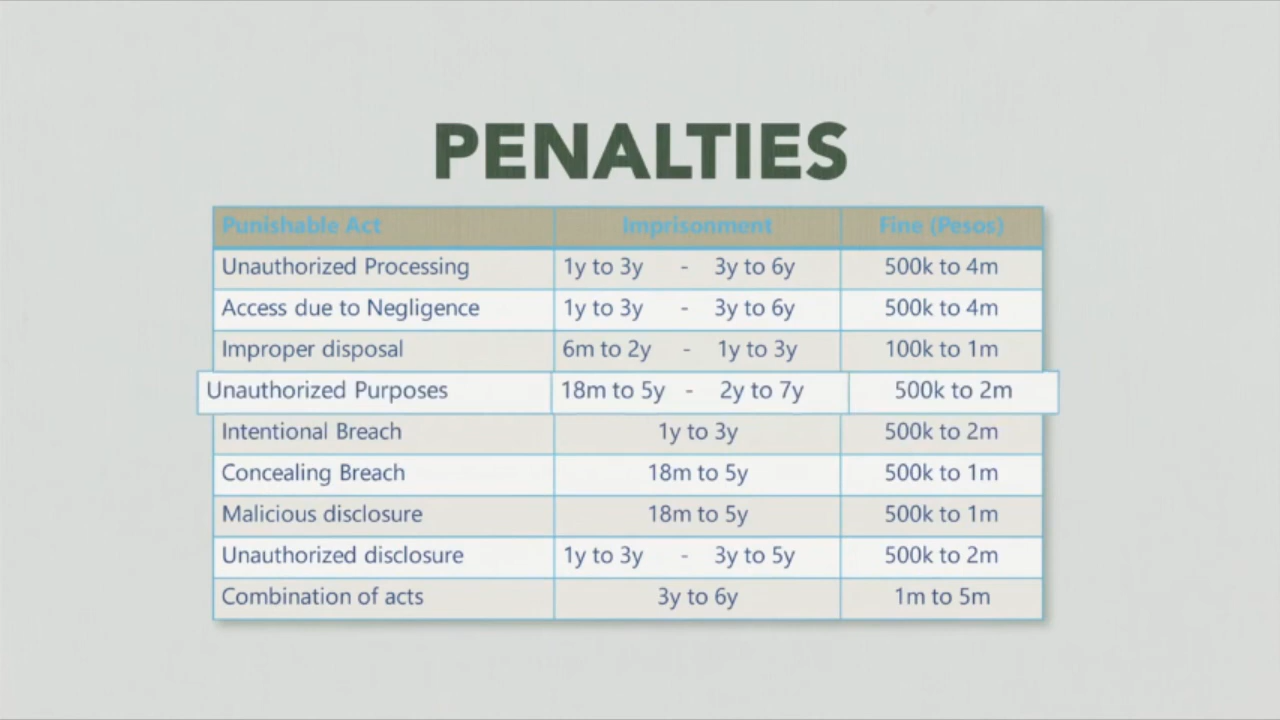 PENALTIES
Punishable Act Imprisonment Fine (Pesos)
Unauthorized Processing 1y to 3y - 3y to 6y 500k to 4m
Access due to Negligence 1y to 3y - 3y to 6y 500k to 4m
Improper disposal 6m to 2y - 1y to 3y 100k to 1m
Unauthorized Purposes 18m to 5y - 2y to 7y 500k to 2m
Intentional Breach 1y to 3y 500k to 2m
Concealing Breach 18m to 5y 500k to 1m
Malicious disclosure 18m to 5y 500k to 1m
Unauthorized disclosure 1y to 3y - 3y to 5y 500k to 2m
Combination of acts 3y to 6y 1m to 5m